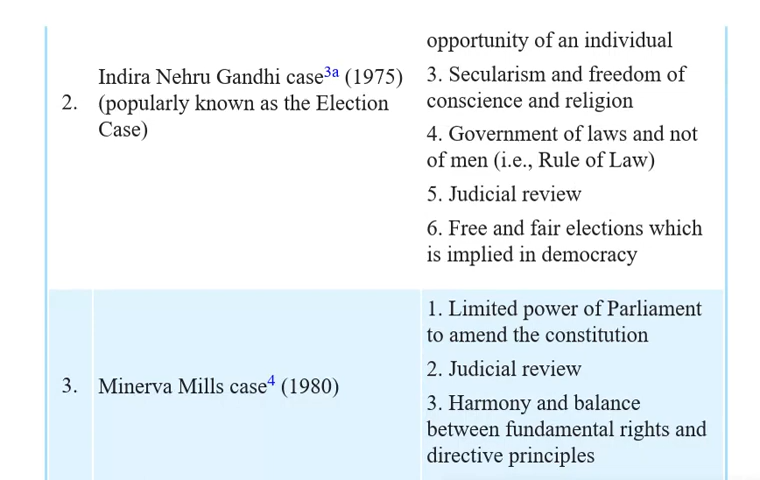 opportunity of an individual
2. Indira Nehru Gandhi case3a (1975)
(popularly known as the Election
Case)
3. Secularism and freedom of
conscience and religion
4. Government of laws and not
of men (i.e., Rule of Law)
5. Judicial review
6. Free and fair elections which
is implied in democracy
3. Minerva Mills case4 (1980)
1. Limited power of Parliament
to amend the constitution
2. Judicial review
3. Harmony and balance
between fundamental rights and
directive principles